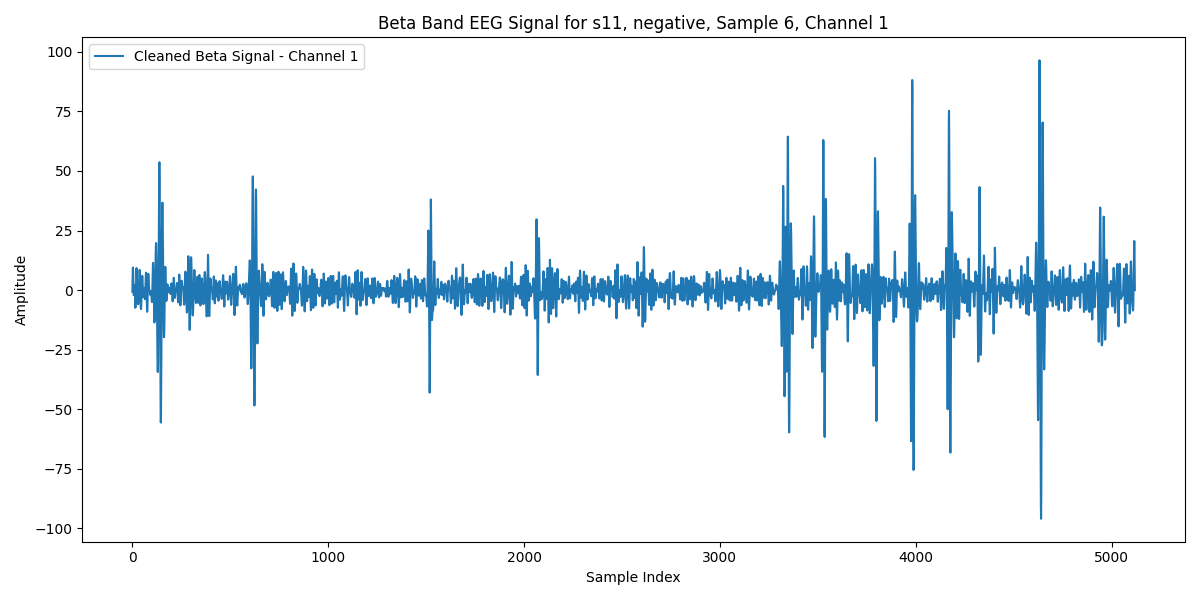 Beta Band EEG Signal for s11, negative, Sample 6, Channel 1
Cleaned Beta Signal - Channel 1
Amplitude
100
75
50
25
0
−25
−50
−75
−100
0 1000 2000 3000 4000 5000
Sample Index